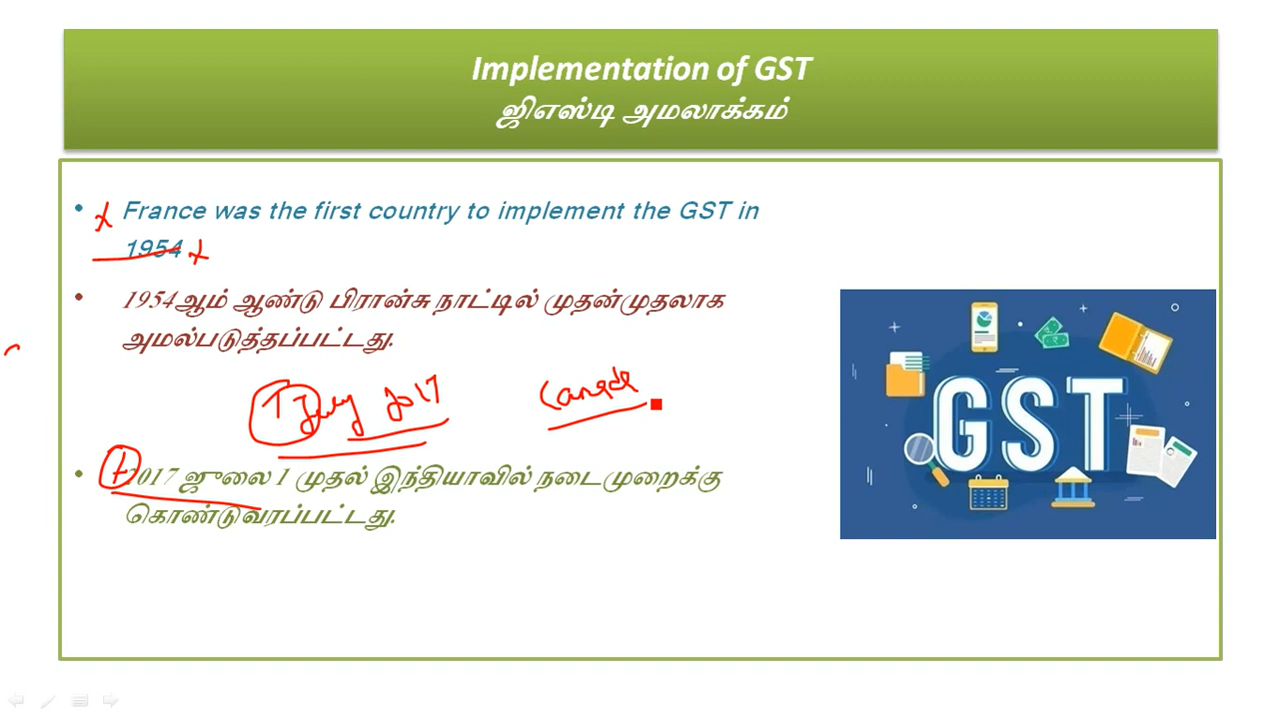 Implementation of GST
ஜிஎஸ்டி அமலாக்கம்
France was the first country to implement the GST in
1954
1954ஆம் ஆண்டு பிரான்சு நாட்டில் முதன்முதலாக
அமல்படுத்தப்பட்டது.
1 July 2017
2017 ஜுலை 1 முதல் இந்தியாவில் நடைமுறைக்கு
கொண்டுவரப்பட்டது.
GST